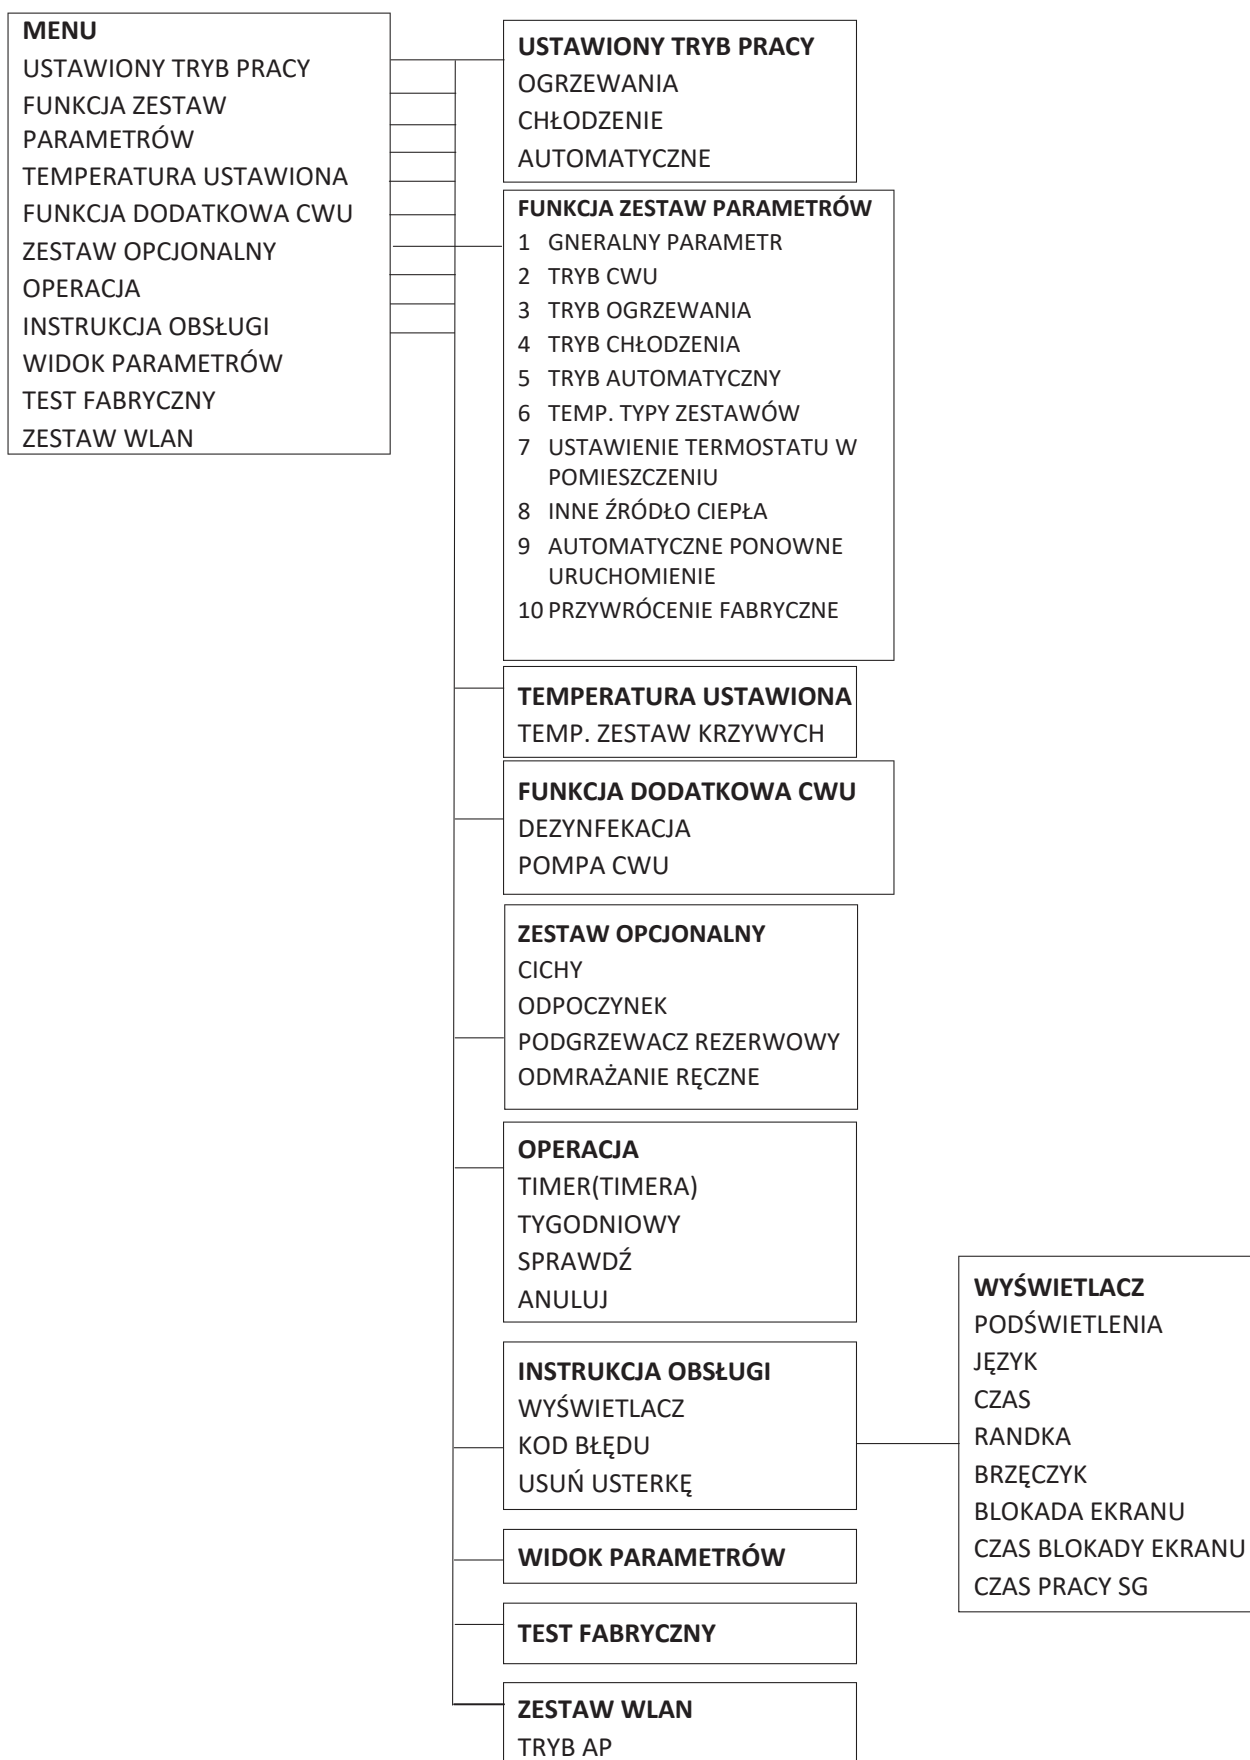 MENU
USTAWIONY TRYB PRACY
FUNKCJA ZESTAW
PARAMETRÓW
TEMPERATURA USTAWIONA
FUNKCJA DODATKOWA CWU
ZESTAW OPCJONALNY
OPERACJA
INSTRUKCJA OBSŁUGI
WIDOK PARAMETRÓW
TEST FABRYCZNY
ZESTAW WLAN
USTAWIONY TRYB PRACY
OGRZEWANIA
CHŁODZENIE
AUTOMATYCZNE
FUNKCJA ZESTAW PARAMETRÓW
1 GNERALNY PARAMETR
2 TRYB CWU
3 TRYB OGRZEWANIA
4 TRYB CHŁODZENIA
5 TRYB AUTOMATYCZNY
6 TEMP. TYPY ZESTAWÓW
7 USTAWIENIE TERMOSTATU W
POMIESZCZENIU
8 INNE ŹRÓDŁO CIEPŁA
9 AUTOMATYCZNE PONOWNE
URUCHOMIENIE
10 PRZYWRÓCENIE FABRYCZNE
TEMPERATURA USTAWIONA
TEMP. ZESTAW KRZYWYCH
FUNKCJA DODATKOWA CWU
DEZYNFEKACJA
POMPA CWU
ZESTAW OPCJONALNY
CICHY
ODPOCZYNEK
PODGRZEWACZ REZERWOWY
ODMRAŻANIE RĘCZNE
OPERACJA
TIMER(TIMERA)
TYGODNIOWY
SPRAWDŹ
ANULUJ
INSTRUKCJA OBSŁUGI
WYŚWIETLACZ
KOD BŁĘDU
USUŃ USTERKĘ
WYŚWIETLACZ
PODŚWIETLENIA
JĘZYK
CZAS
RANDKA
BRZĘCZYK
BLOKADA EKRANU
CZAS BLOKADY EKRANU
CZAS PRACY SG
WIDOK PARAMETRÓW
TEST FABRYCZNY
ZESTAW WLAN
TRYB AP